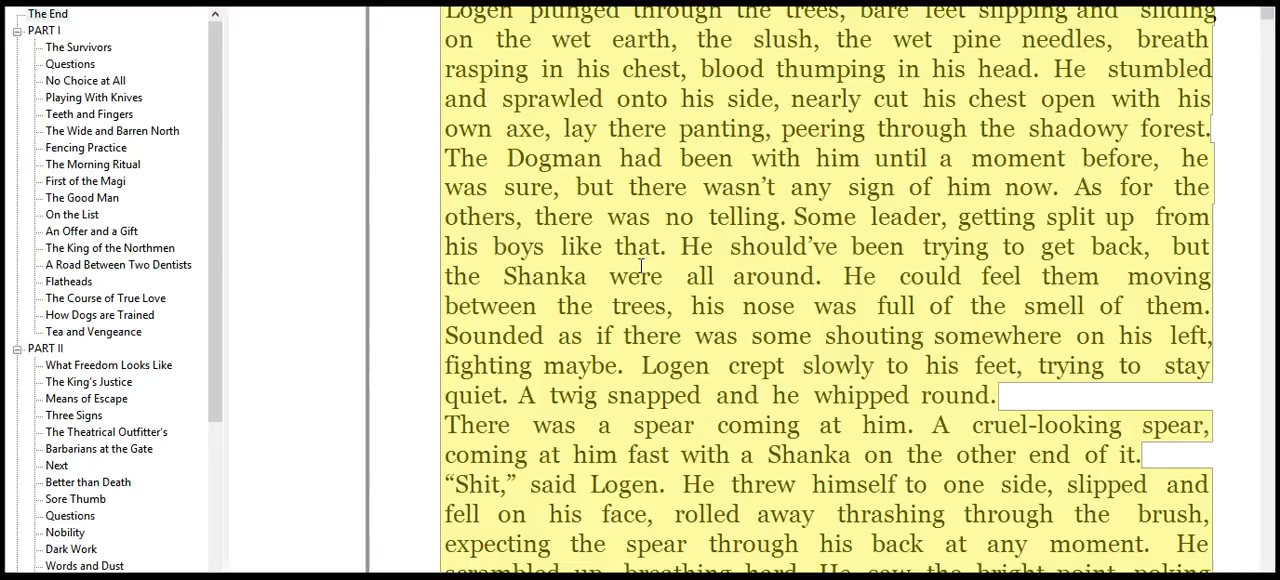 The End
PART I
The Survivors
Questions
No Choice at All
Playing With Knives
Teeth and Fingers
The Wide and Barren North
Fencing Practice
The Morning Ritual
First of the Magi
The Good Man
On the List
An Offer and a Gift
The King of the Northmen
A Road Between Two Dentists
Flatheads
The Course of True Love
How Dogs are Trained
Tea and Vengeance
PART II
What Freedom Looks Like
The King's Justice
Means of Escape
Three Signs
The Theatrical Outfitter's
Barbarians at the Gate
Next
Better than Death
Sore Thumb
Questions
Nobility
Dark Work
Words and Dust
Logen plunged through the trees, bare feet slipping and sliding
on the wet earth, the slush, the wet pine needles, breath
rasping in his chest, blood thumping in his head. He stumbled
and sprawled onto his side, nearly cut his chest open with his
own axe, lay there panting, peering through the shadowy forest.
The Dogman had been with him until a moment before, he
was sure, but there wasn’t any sign of him now. As for the
others, there was no telling. Some leader, getting split up from
his boys like that. He should’ve been trying to get back, but
the Shanka were all around. He could feel them moving
between the trees, his nose was full of the smell of them.
Sounded as if there was some shouting somewhere on his left,
fighting maybe. Logen crept slowly to his feet, trying to stay
quiet. A twig snapped and he whipped round.
There was a spear coming at him. A cruel-looking spear,
coming at him fast with a Shanka on the other end of it.
“Shit,” said Logen. He threw himself to one side, slipped and
fell on his face, rolled away thrashing through the brush,
expecting the spear through his back at any moment. He
scrambled up, breathing hard. He saw the bright point poking